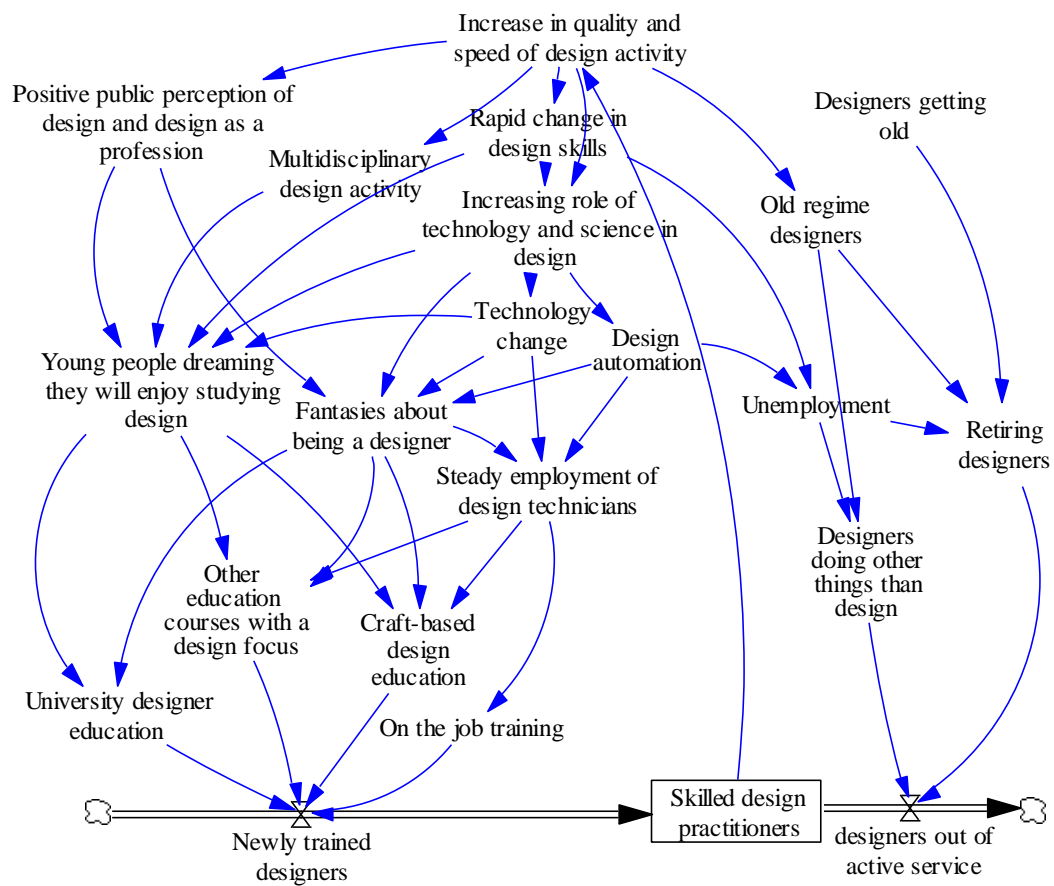 Increase in quality and
speed of design activity
Positive public perception of
design and design as a
profession
Multidisciplinary
design activity
Rapid change in
design skills
Designers getting
old
Increasing role of
technology and science in
design
Old regime
designers
Technology
change
Design
automation
Young people dreaming
they will enjoy studying
design
Fantasies about
being a designer
Unemployment
Retiring
designers
Steady employment of
design technicians
Designers
doing other
things than
design
Other
education
courses with a
design focus
Craft-based
design
education
University designer
education
On the job training
Newly trained
designers
Skilled design
practitioners
designers out of
active service